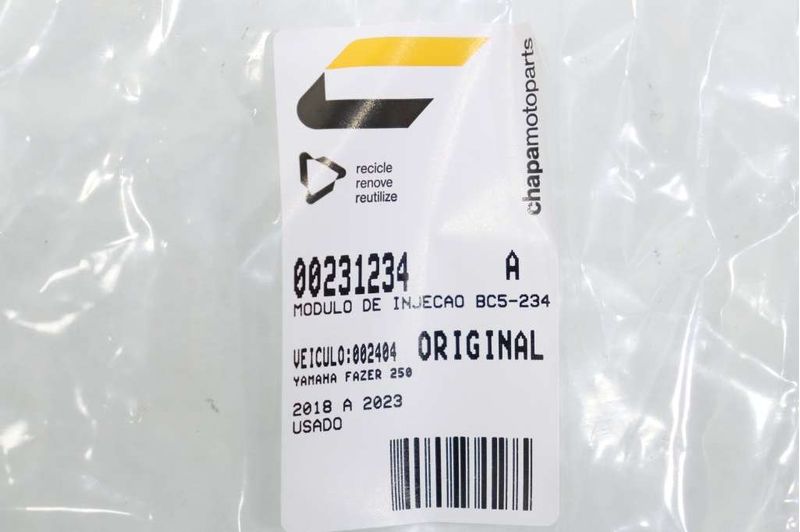 chapamotoparts
recicle
renove
reutilize
00231234 A
MODULO DE INJECAO BC5-234
VEICULO:002404 ORIGINAL
YAMAHA FAZER 250
2018 A 2023
USADO